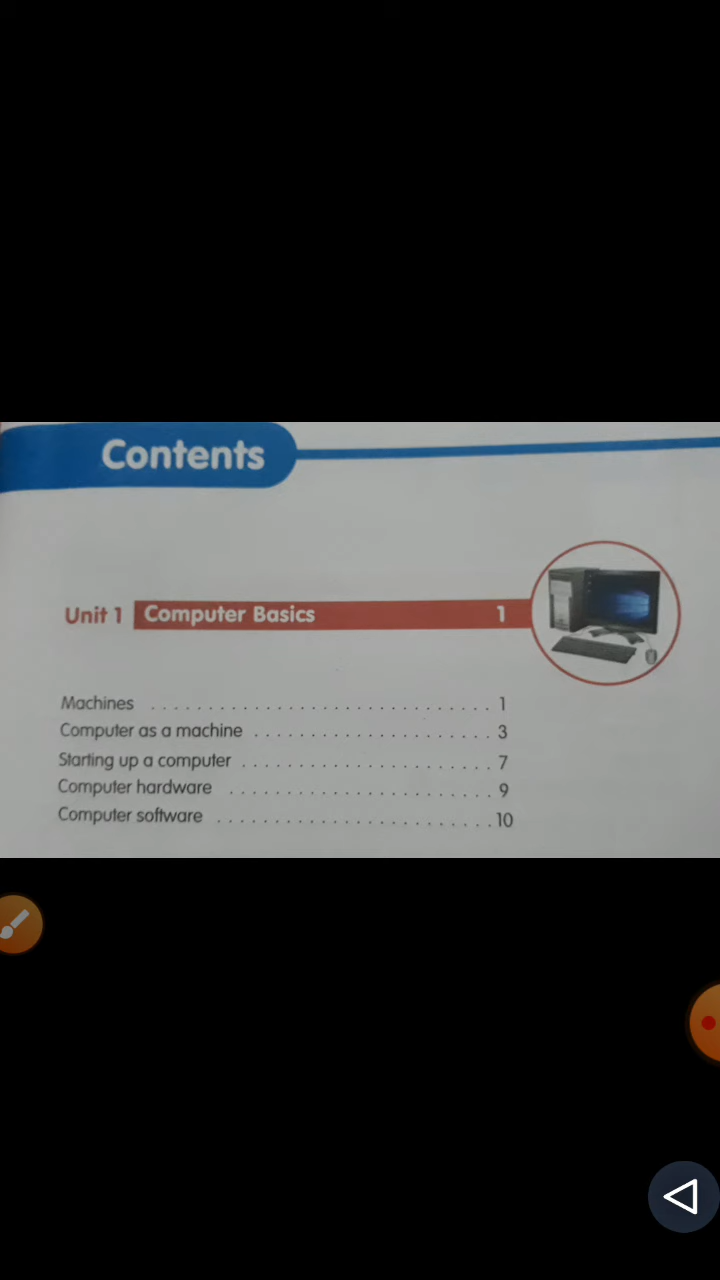 Contents
Unit 1 Computer Basics 1
Machines . . . . . . . . . . . . . . . . . . . . . . . . . . . . . . 1
Computer as a machine . . . . . . . . . . . . . . . . . . . . . 3
Starting up a computer . . . . . . . . . . . . . . . . . . . . . . 7
Computer hardware . . . . . . . . . . . . . . . . . . . . . . . 9
Computer software . . . . . . . . . . . . . . . . . . . . . . . . 10